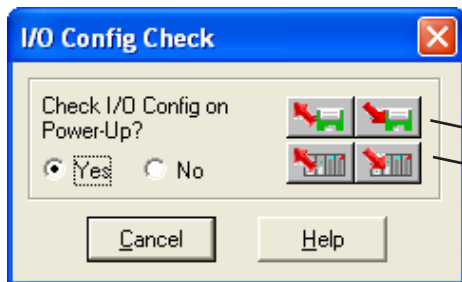 I/O Config Check
Check I/O Config on
Power-Up?
Yes No
Cancel Help